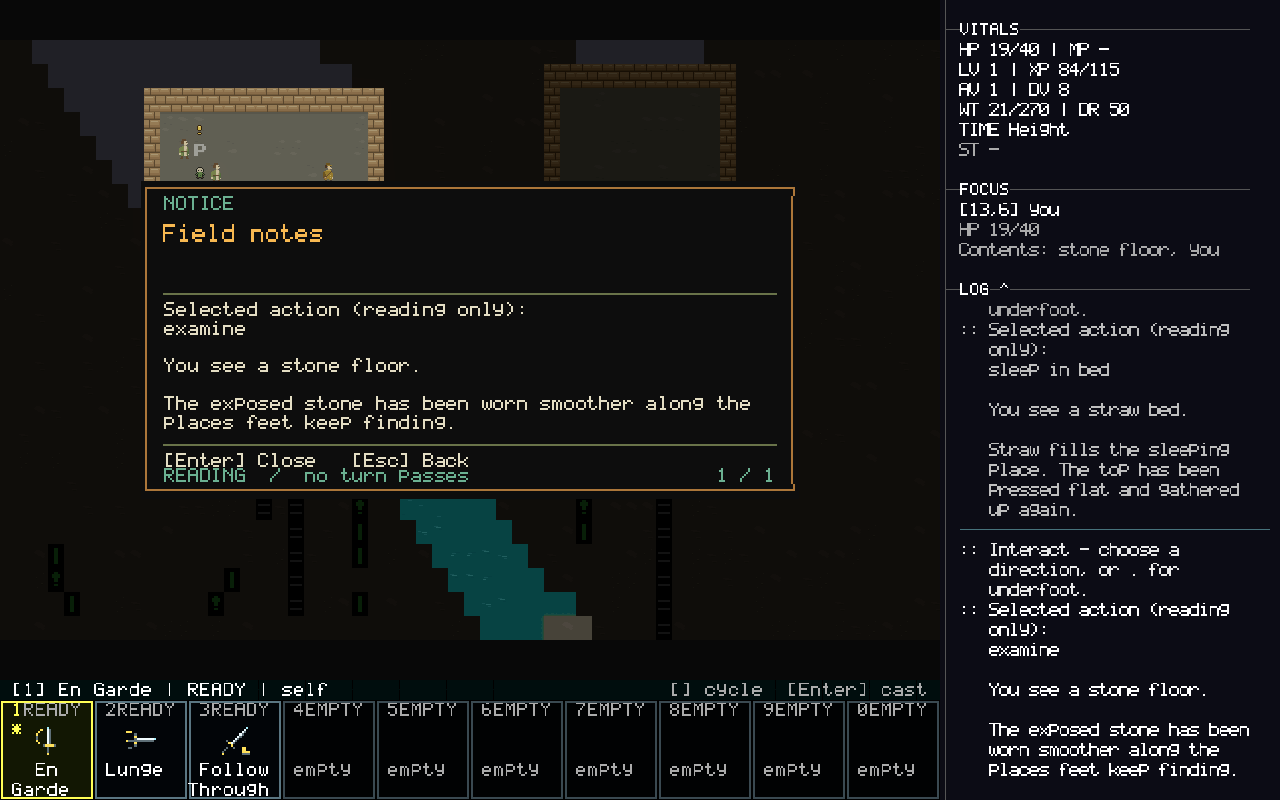 VITALS
HP 19/40 | MP -
LV 1 | XP 84/115
AV 1 | DV 8
WT 21/270 | DR 50
TIME Height
ST -
FOCUS
[13,6] You
HP 19/40
Contents: stone floor, You
LOG ^
underfoot.
:: Selected action (reading
only):
sleep in bed
You see a straw bed.
Straw fills the sleeping
Place. The top has been
Pressed flat and gathered
up again.
:: Interact - choose a
direction, or . for
underfoot.
:: Selected action (reading
only):
examine
You see a stone floor.
The exposed stone has been
worn smoother along the
Places feet keep finding.
P
NOTICE
Field notes
Selected action (reading only):
examine
You see a stone floor.
The exposed stone has been worn smoother along the
Places feet keep finding.
[Enter] Close [Esc] Back
READING / no turn passes 1 / 1
[1] En Garde | READY | self [] cycle [Enter] cast
1READY 2READY 3READY 4EMPTY 5EMPTY 6EMPTY 7EMPTY 8EMPTY 9EMPTY 0EMPTY
*
En Garde
Lunge
Follow Through
empty empty empty empty empty empty empty